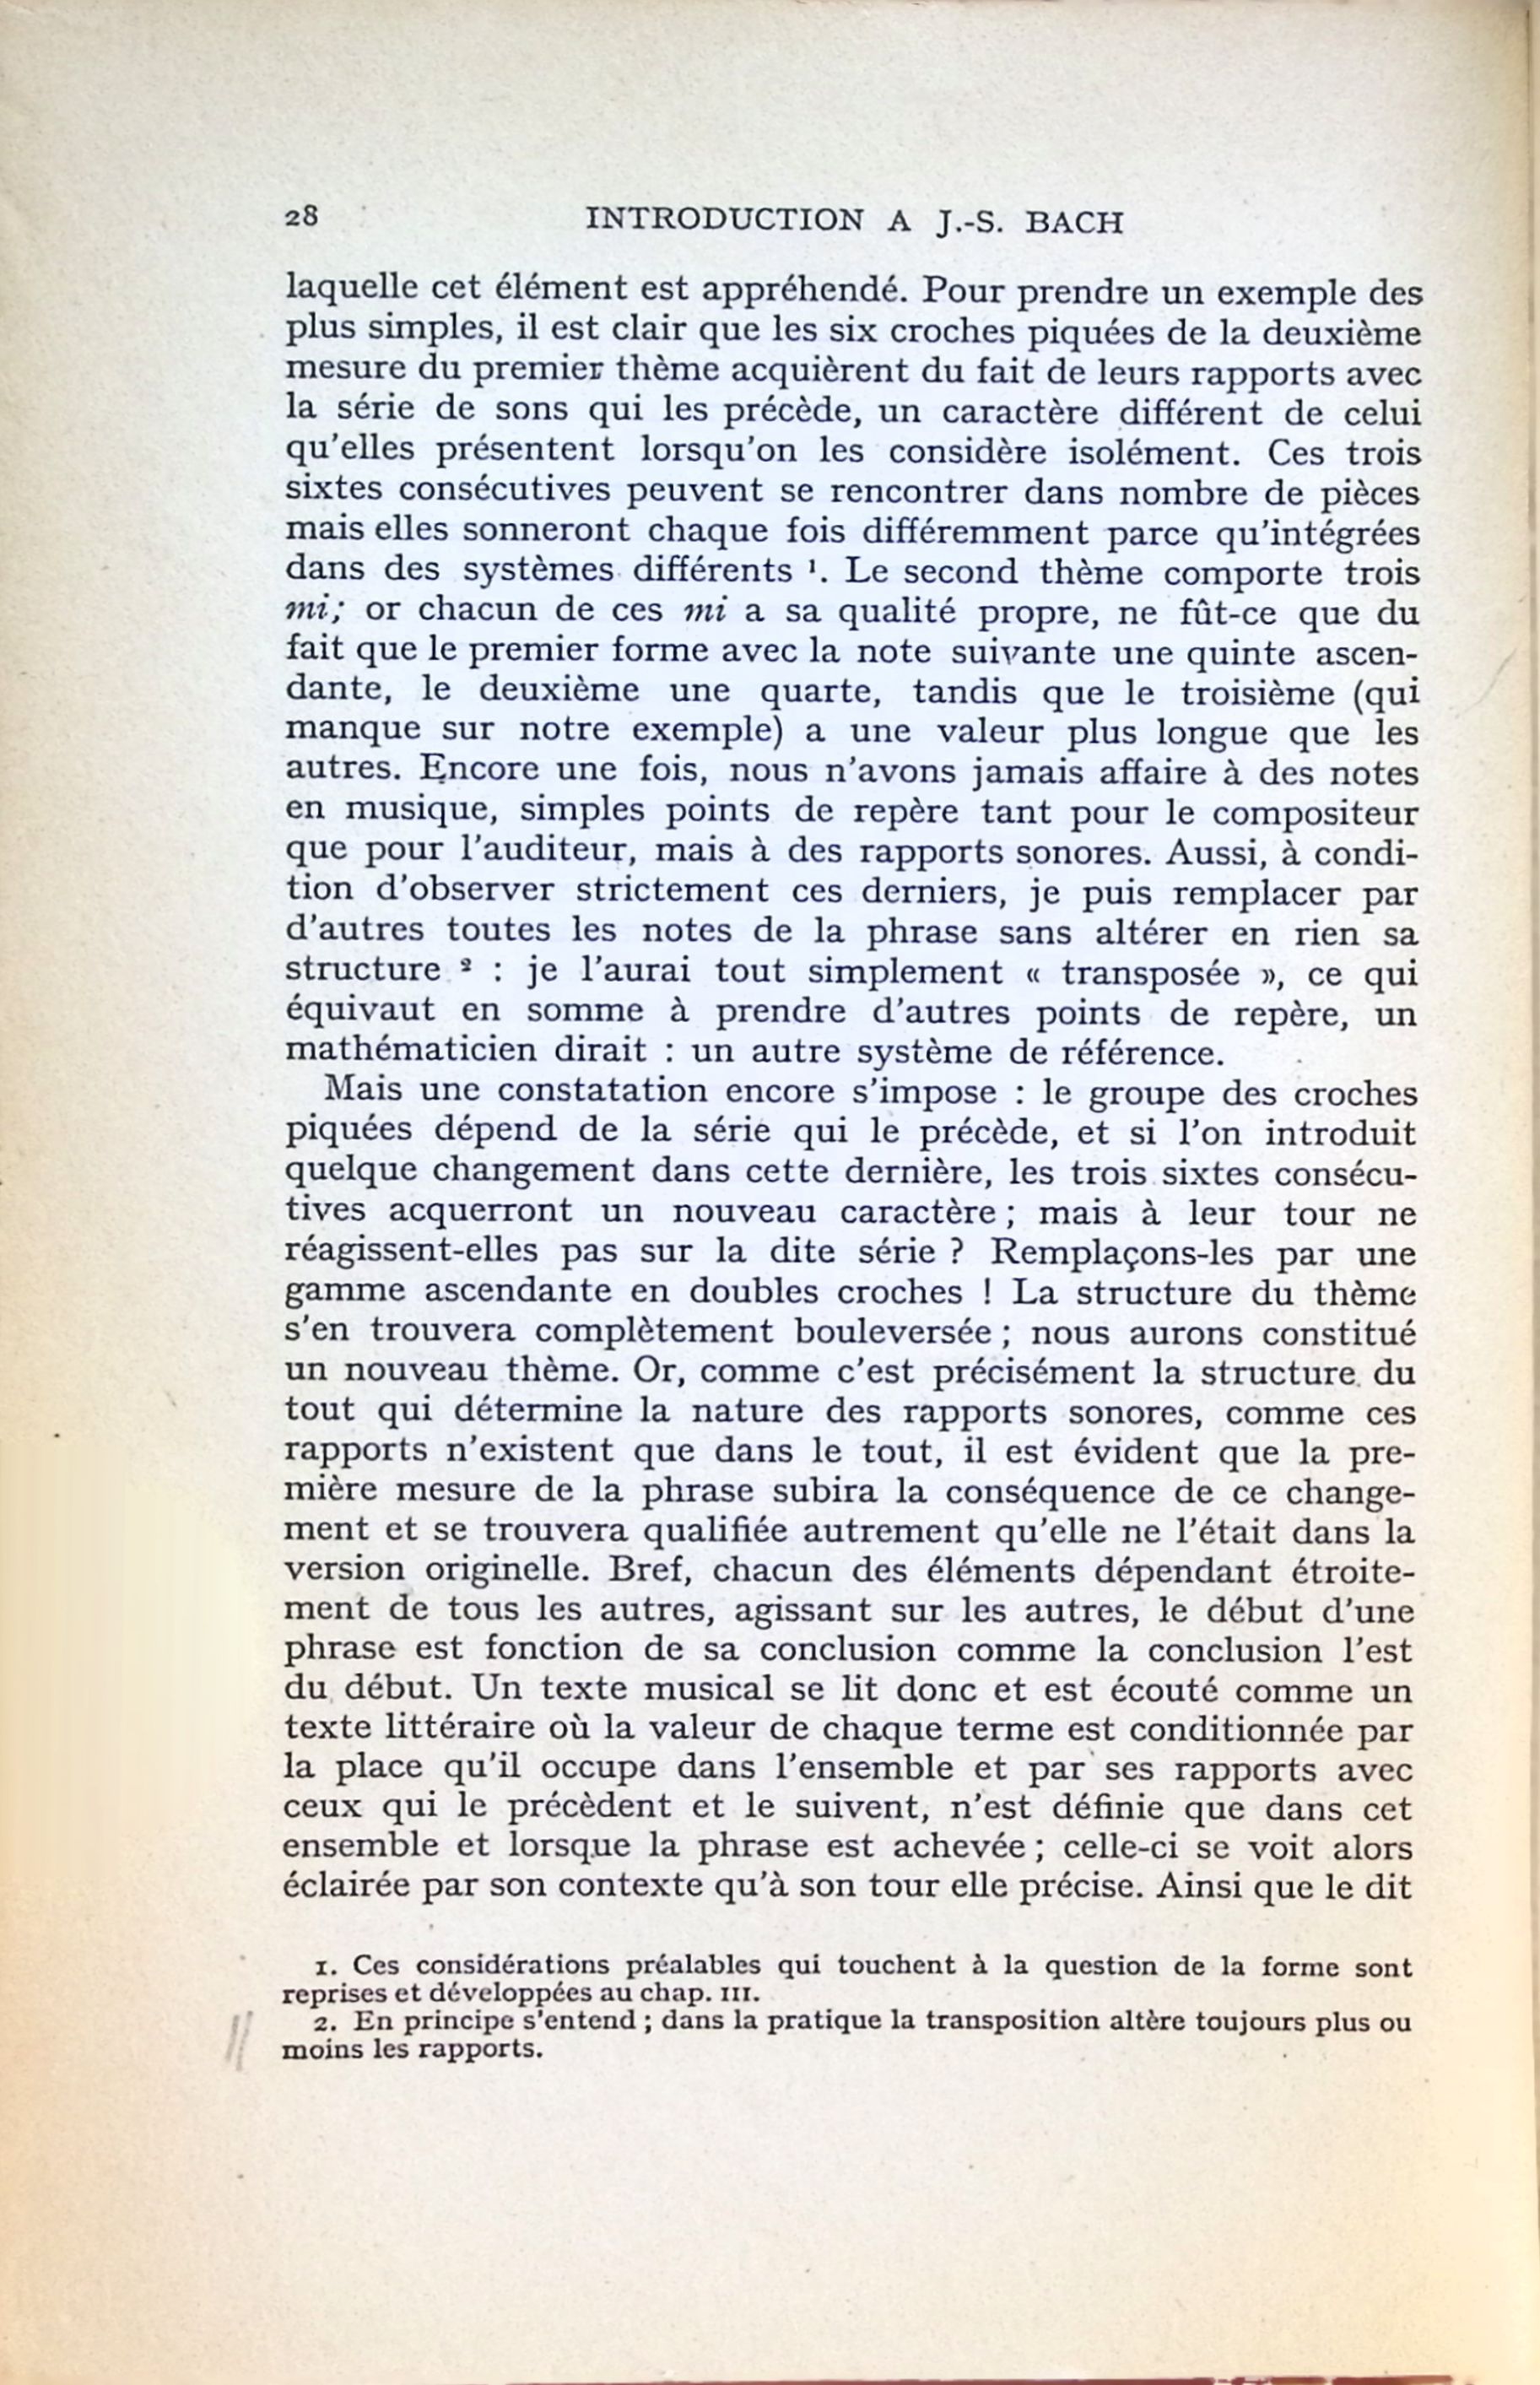 28 INTRODUCTION A J.-S. BACH
laquelle cet élément est appréhendé. Pour prendre un exemple des
plus simples, il est clair que les six croches piquées de la deuxième
mesure du premier thème acquièrent du fait de leurs rapports avec
la série de sons qui les précède, un caractère différent de celui
qu'elles présentent lorsqu'on les considère isolément. Ces trois
sixtes consécutives peuvent se rencontrer dans nombre de pièces
mais elles sonneront chaque fois différemment parce qu'intégrées
dans des systèmes différents ¹. Le second thème comporte trois
mi; or chacun de ces mi a sa qualité propre, ne fût-ce que du
fait que le premier forme avec la note suivante une quinte ascen-
dante, le deuxième une quarte, tandis que le troisième (qui
manque sur notre exemple) a une valeur plus longue que les
autres. Encore une fois, nous n'avons jamais affaire à des notes
en musique, simples points de repère tant pour le compositeur
que pour l'auditeur, mais à des rapports sonores. Aussi, à condi-
tion d'observer strictement ces derniers, je puis remplacer par
d'autres toutes les notes de la phrase sans altérer en rien sa
structure ² : je l'aurai tout simplement « transposée », ce qui
équivaut en somme à prendre d'autres points de repère, un
mathématicien dirait : un autre système de référence.
Mais une constatation encore s'impose : le groupe des croches
piquées dépend de la série qui le précède, et si l'on introduit
quelque changement dans cette dernière, les trois sixtes consécu-
tives acquerront un nouveau caractère ; mais à leur tour ne
réagissent-elles pas sur la dite série ? Remplaçons-les par une
gamme ascendante en doubles croches ! La structure du thème
s'en trouvera complètement bouleversée ; nous aurons constitué
un nouveau thème. Or, comme c'est précisément la structure du
tout qui détermine la nature des rapports sonores, comme ces
rapports n'existent que dans le tout, il est évident que la pre-
mière mesure de la phrase subira la conséquence de ce change-
ment et se trouvera qualifiée autrement qu'elle ne l'était dans la
version originelle. Bref, chacun des éléments dépendant étroite-
ment de tous les autres, agissant sur les autres, le début d'une
phrase est fonction de sa conclusion comme la conclusion l'est
du début. Un texte musical se lit donc et est écouté comme un
texte littéraire où la valeur de chaque terme est conditionnée par
la place qu'il occupe dans l'ensemble et par ses rapports avec
ceux qui le précèdent et le suivent, n'est définie que dans cet
ensemble et lorsque la phrase est achevée ; celle-ci se voit alors
éclairée par son contexte qu'à son tour elle précise. Ainsi que le dit
1. Ces considérations préalables qui touchent à la question de la forme sont
reprises et développées au chap. III.
2. En principe s'entend ; dans la pratique la transposition altère toujours plus ou
moins les rapports.